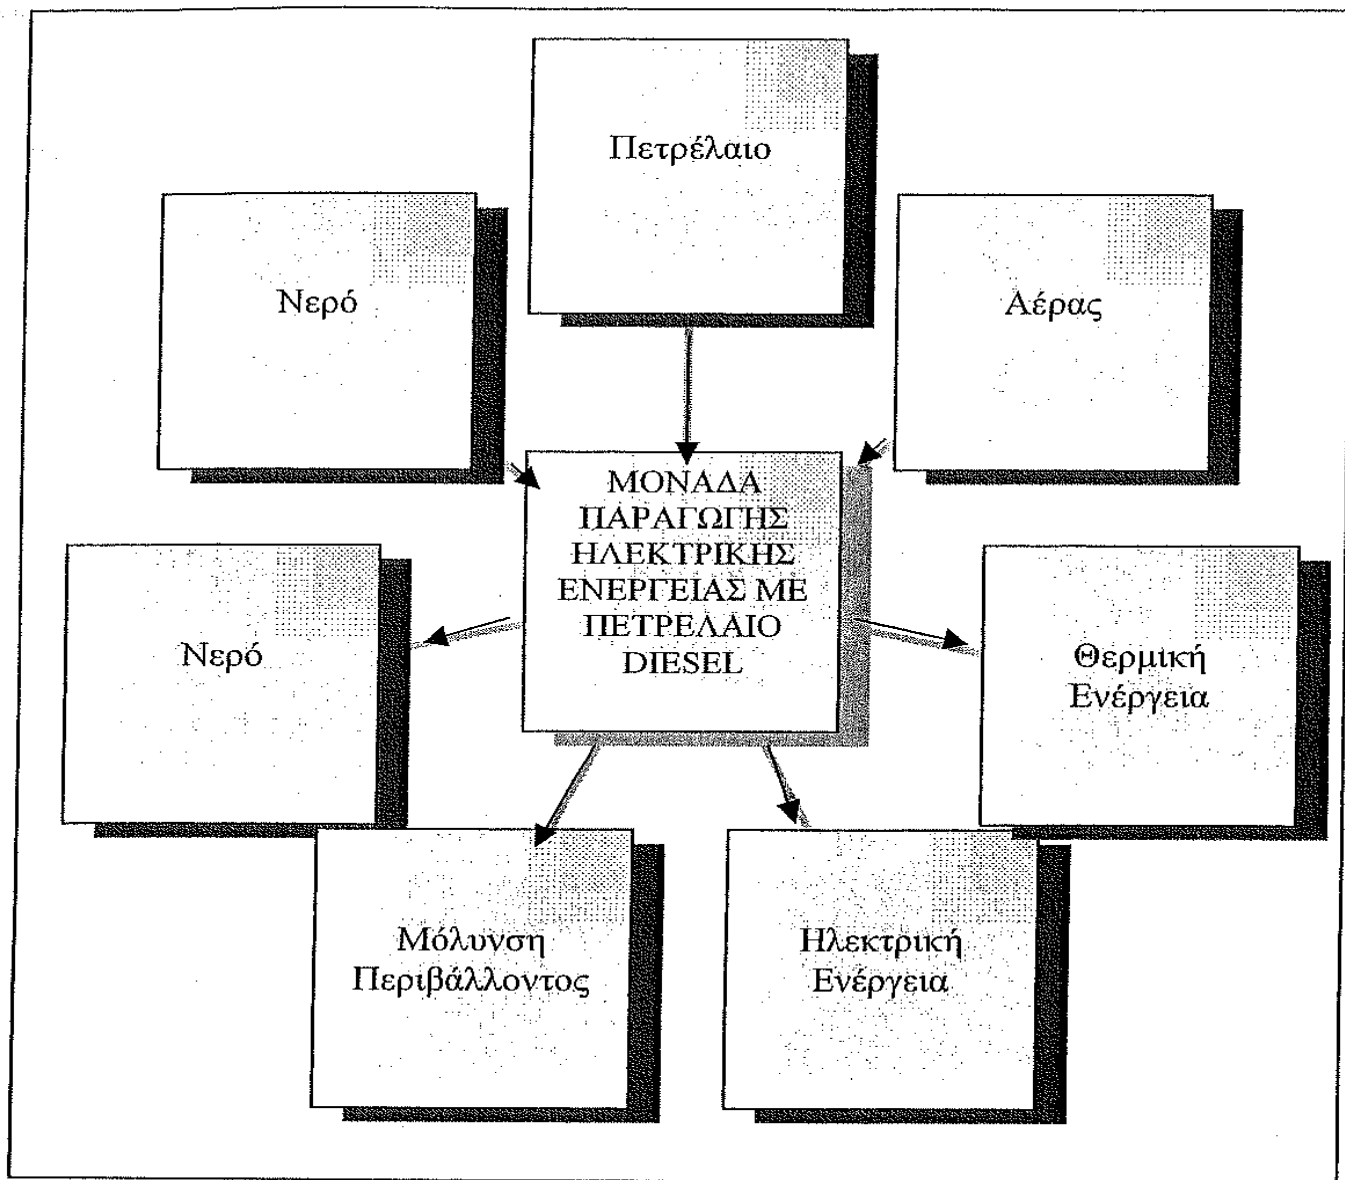 Πετρέλαιο
Νερό
Αέρας
ΜΟΝΑΔΑ
ΠΑΡΑΓΩΓΗΣ
ΗΛΕΚΤΡΙΚΗΣ
ΕΝΕΡΓΕΙΑΣ ΜΕ
ΠΕΤΡΕΛΑΙΟ
DIESEL
Νερό
Θερμική
Ενέργεια
Μόλυνση
Περιβάλλοντος
Ηλεκτρική
Ενέργεια